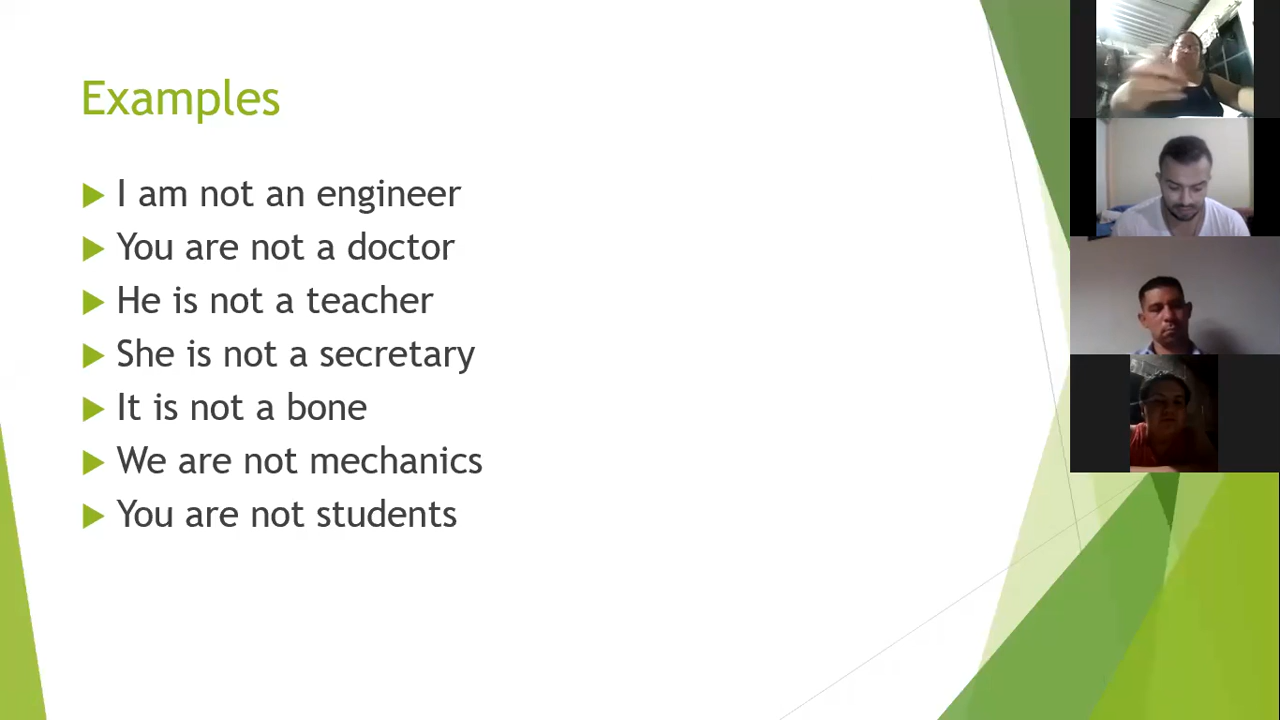 Examples
I am not an engineer
You are not a doctor
He is not a teacher
She is not a secretary
It is not a bone
We are not mechanics
You are not students